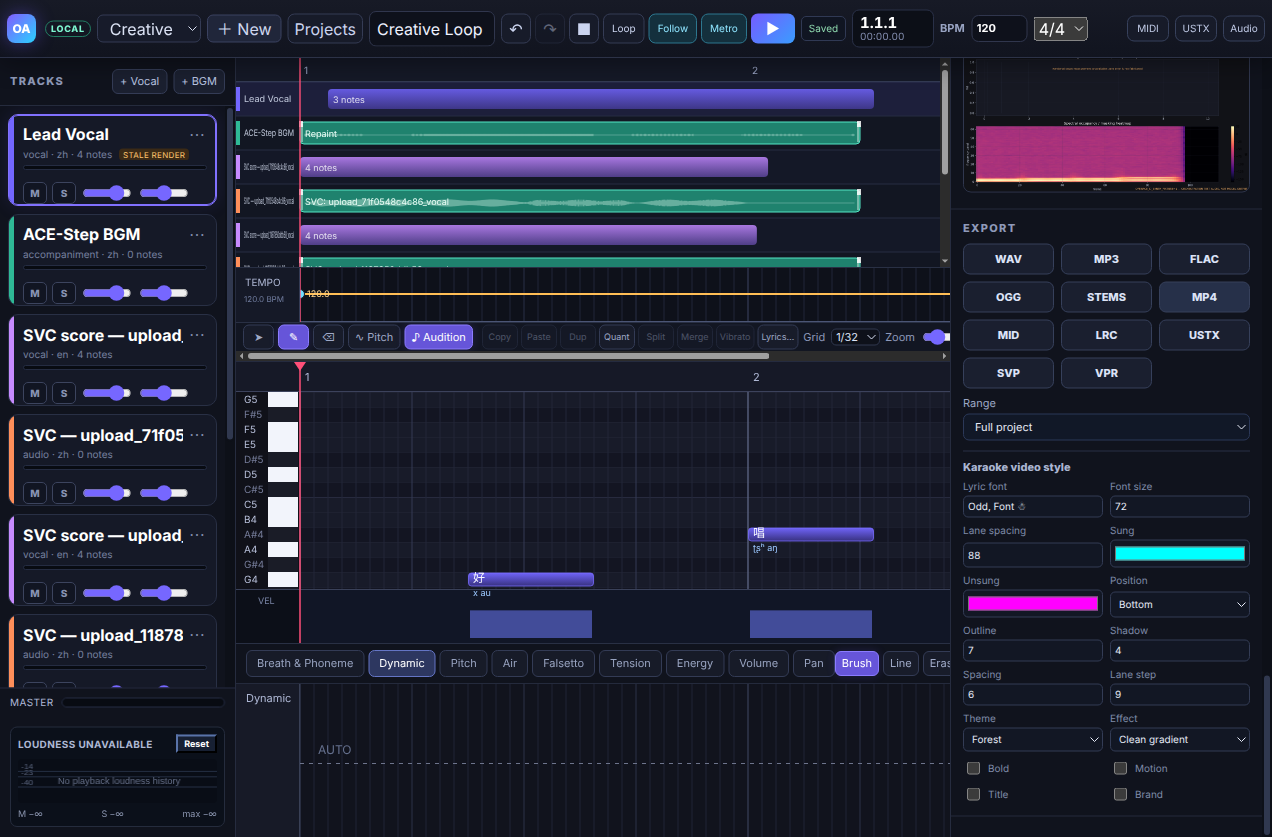 OA LOCAL Creative + New Projects Creative Loop Loop Follow Metro Saved 1.1.1 00:00.00 BPM 120 4/4 MIDI USTX Audio
TRACKS + Vocal + BGM
Lead Vocal ...
vocal · zh · 4 notes STALE RENDER
M S
ACE-Step BGM ...
accompaniment · zh · 0 notes
M S
SVC score — upload_ ...
vocal · en · 4 notes
M S
SVC — upload_71f05 ...
audio · zh · 0 notes
M S
SVC score — upload_ ...
vocal · en · 4 notes
M S
SVC — upload_11878 ...
audio · zh · 0 notes
MASTER
LOUDNESS UNAVAILABLE Reset
-14
-23
-40
No playback loudness history
M −∞ S −∞ max −∞
1 2
Lead Vocal 3 notes
ACE-Step BGM Repaint
4 notes
SVC: upload_71f0548c4c86_vocal
4 notes
TEMPO
120.0 BPM
120.0
Pitch Audition Copy Paste Dup Quant Split Merge Vibrato Lyrics... Grid 1/32 Zoom
1 2
G5
F#5
F5
E5
D#5
D5
C#5
C5
B4
A#4 唱
A4 ʈʂʰ aŋ
G#4
G4 好
x au
VEL
Breath & Phoneme Dynamic Pitch Air Falsetto Tension Energy Volume Pan Brush Line Eras
Dynamic
AUTO
Spectral occupancy / masking heatmap
EXPORT
WAV MP3 FLAC
OGG STEMS MP4
MID LRC USTX
SVP VPR
Range
Full project
Karaoke video style
Lyric font Font size
Odd, Font ☃ 72
Lane spacing Sung
88
Unsung Position
Bottom
Outline Shadow
7 4
Spacing Lane step
6 9
Theme Effect
Forest Clean gradient
Bold Motion
Title Brand